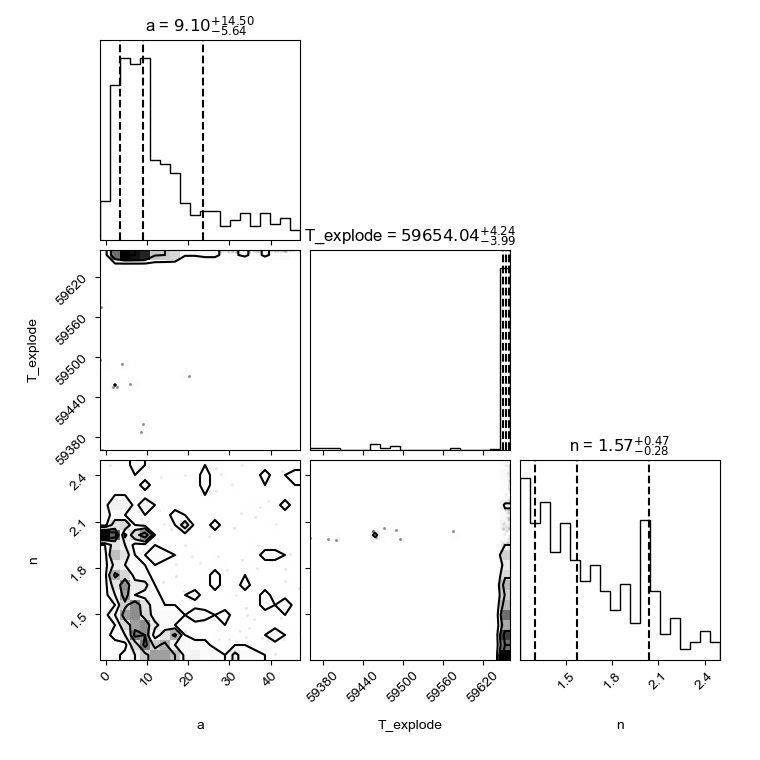 a = 9.10+14.50−5.64
T_explode = 59654.04+4.24−3.99
59620
59560
59500
59440
59380
T_explode
n = 1.57+0.47−0.28
2.4
2.1
1.8
1.5
n
0 10 20 30 40
59380 59440 59500 59560 59620
1.5 1.8 2.1 2.4
a T_explode n